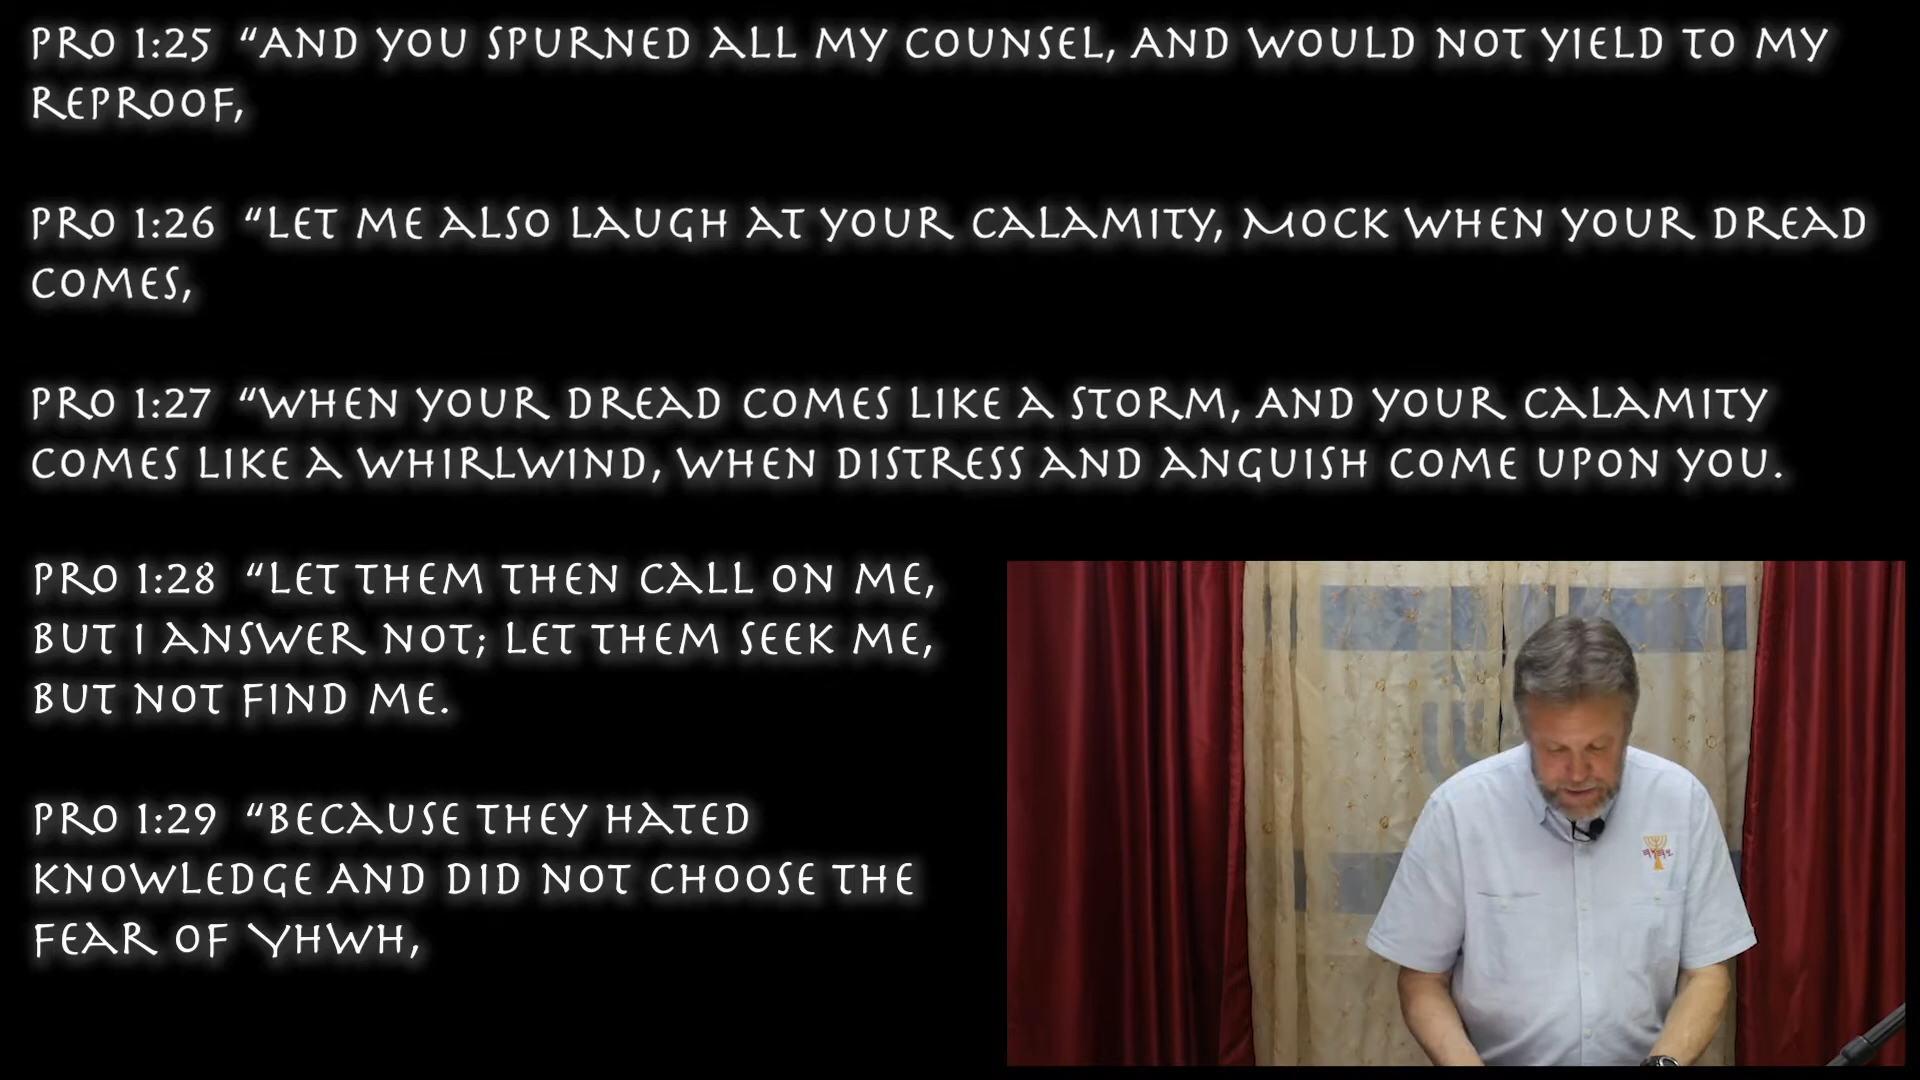 PRO 1:25 “AND YOU SPURNED ALL MY COUNSEL, AND WOULD NOT YIELD TO MY
REPROOF,
PRO 1:26 “LET ME ALSO LAUGH AT YOUR CALAMITY, MOCK WHEN YOUR DREAD
COMES,
PRO 1:27 “WHEN YOUR DREAD COMES LIKE A STORM, AND YOUR CALAMITY
COMES LIKE A WHIRLWIND, WHEN DISTRESS AND ANGUISH COME UPON YOU.
PRO 1:28 “LET THEM THEN CALL ON ME,
BUT I ANSWER NOT; LET THEM SEEK ME,
BUT NOT FIND ME.
PRO 1:29 “BECAUSE THEY HATED
KNOWLEDGE AND DID NOT CHOOSE THE
FEAR OF YHWH,